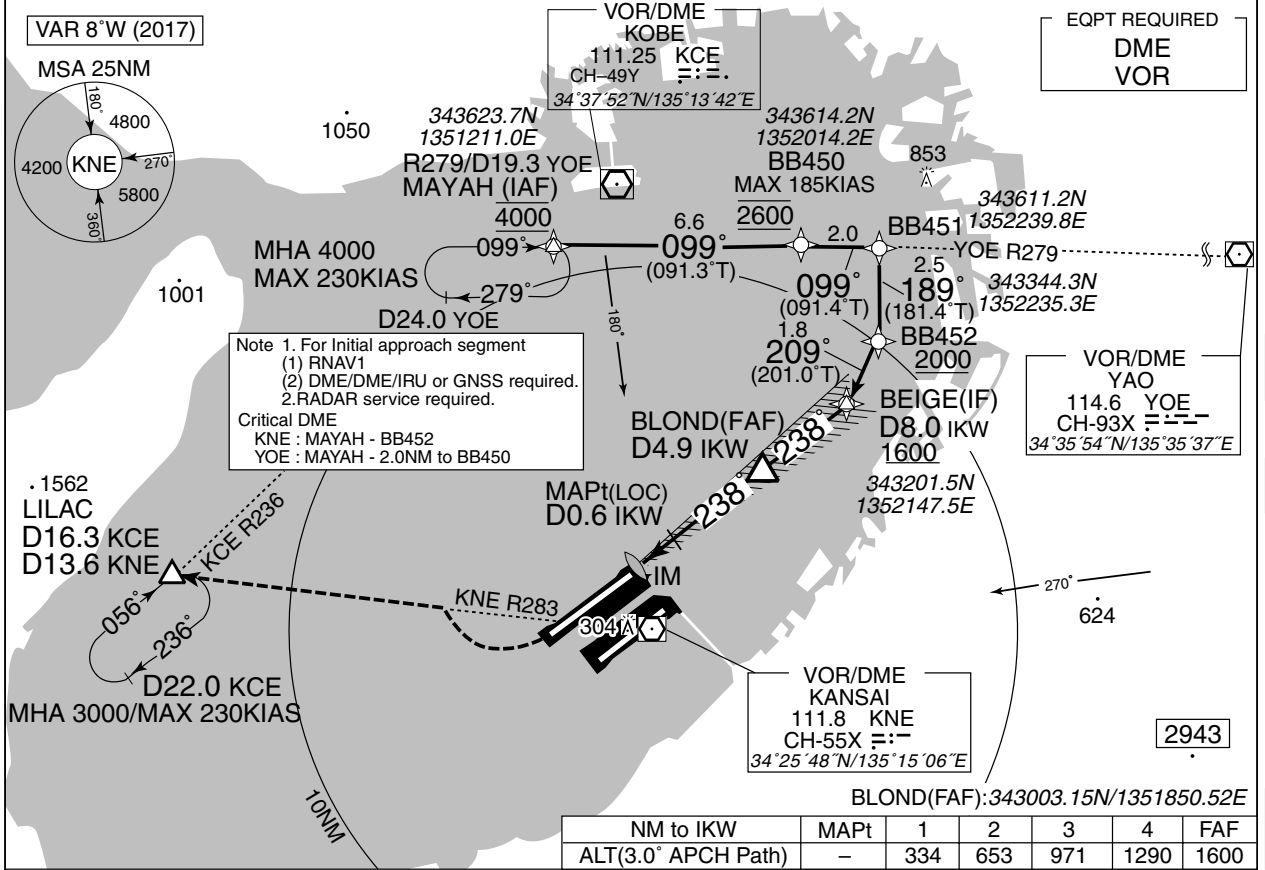 VAR 8°W (2017)
MSA 25NM
180°
4800
4200
KNE
270°
5800
360°
1050
VOR/DME
KOBE
111.25 KCE
CH–49Y
34°37´52˝N/135°13´42˝E
EQPT REQUIRED
DME
VOR
343623.7N
1351211.0E
R279/D19.3 YOE
MAYAH (IAF)
4000
343614.2N
1352014.2E
BB450
MAX 185KIAS
2600
853
343611.2N
1352239.8E
BB451
YOE R279
MHA 4000
MAX 230KIAS
099°
279°
D24.0 YOE
6.6
099°
(091.3°T)
2.0
099°
(091.4°T)
2.5
189°
(181.4°T)
343344.3N
1352235.3E
BB452
2000
180°
1001
1.8
209°
(201.0°T)
Note 1. For Initial approach segment
(1) RNAV1
(2) DME/DME/IRU or GNSS required.
2.RADAR service required.
Critical DME
KNE : MAYAH - BB452
YOE : MAYAH - 2.0NM to BB450
VOR/DME
YAO
114.6 YOE
CH-93X
34°35´54˝N/135°35´37˝E
BEIGE(IF)
D8.0 IKW
1600
343201.5N
1352147.5E
BLOND(FAF)
D4.9 IKW
238°
238°
MAPt(LOC)
D0.6 IKW
1562
LILAC
D16.3 KCE
D13.6 KNE
KCE R236
056°
236°
D22.0 KCE
MHA 3000/MAX 230KIAS
KNE R283
IM
304
270°
624
VOR/DME
KANSAI
111.8 KNE
CH-55X
34°25´48˝N/135°15´06˝E
2943
10NM
BLOND(FAF):343003.15N/1351850.52E
NM to IKW MAPt 1 2 3 4 FAF
ALT(3.0° APCH Path) – 334 653 971 1290 1600